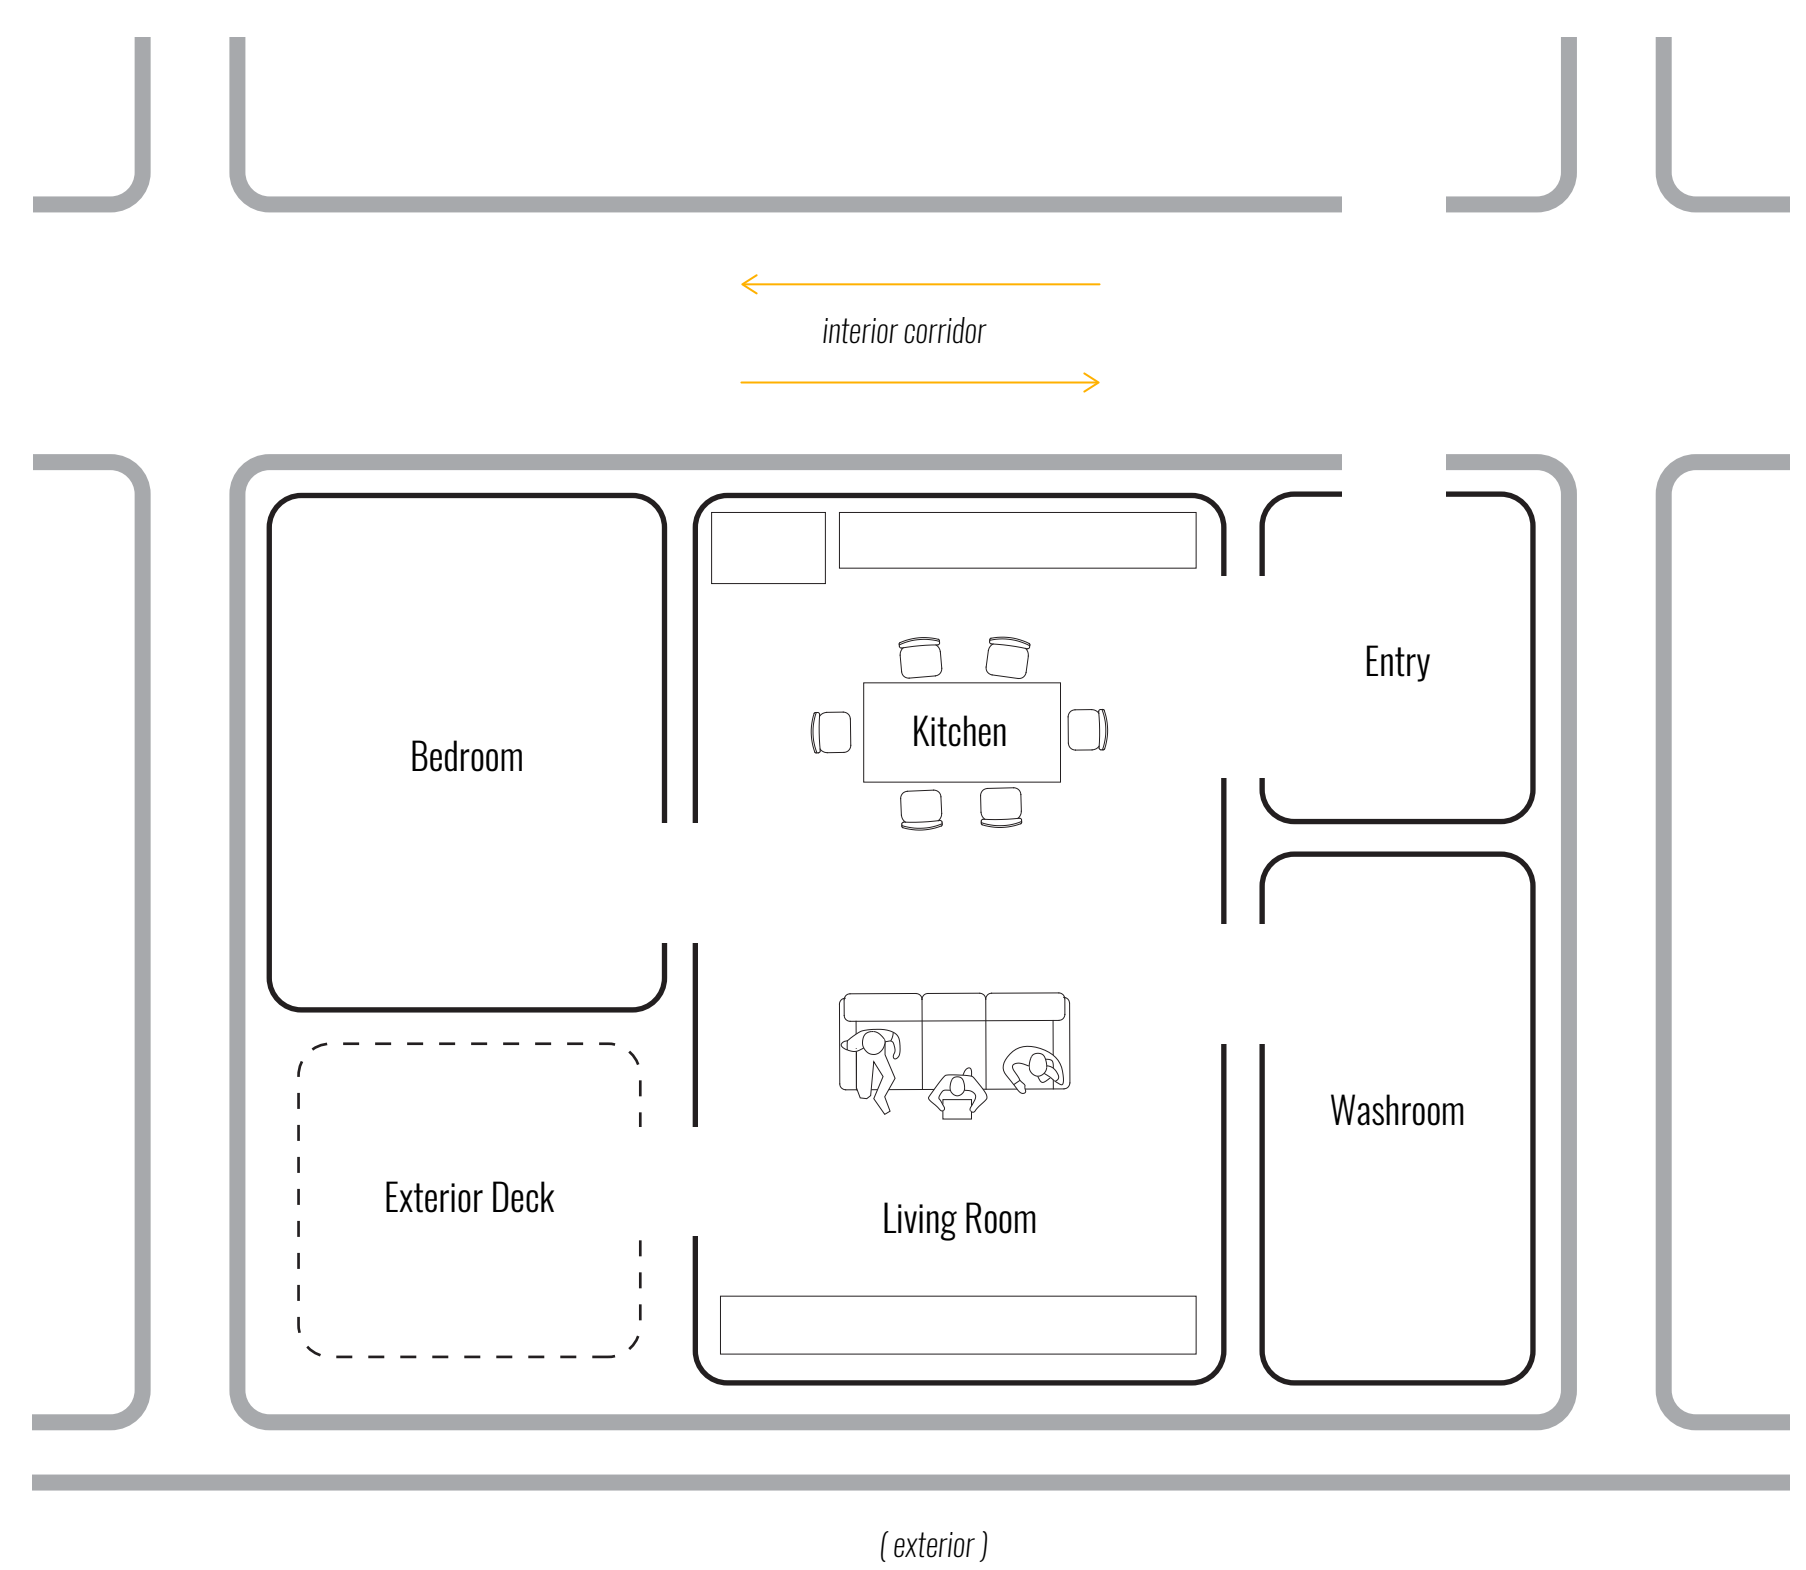 interior corridor
Entry
Kitchen
Bedroom
Washroom
Exterior Deck
Living Room
( exterior )